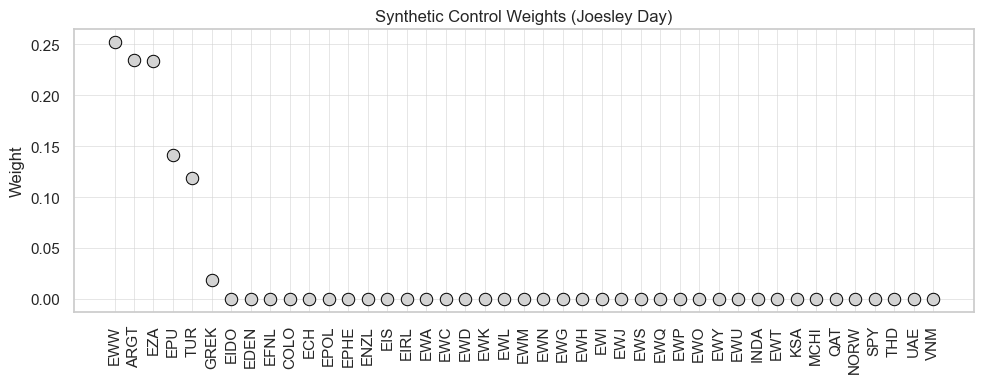 Synthetic Control Weights (Joesley Day)
Weight
0.25
0.20
0.15
0.10
0.05
0.00
EWW
ARGT
EZA
EPU
TUR
GREK
EIDO
EDEN
EFNL
COLO
ECH
EPOL
EPHE
ENZL
EIS
EIRL
EWA
EWC
EWD
EWK
EWL
EWM
EWN
EWG
EWH
EWI
EWJ
EWS
EWQ
EWP
EWO
EWY
EWU
INDA
EWT
KSA
MCHI
QAT
NORW
SPY
THD
UAE
VNM